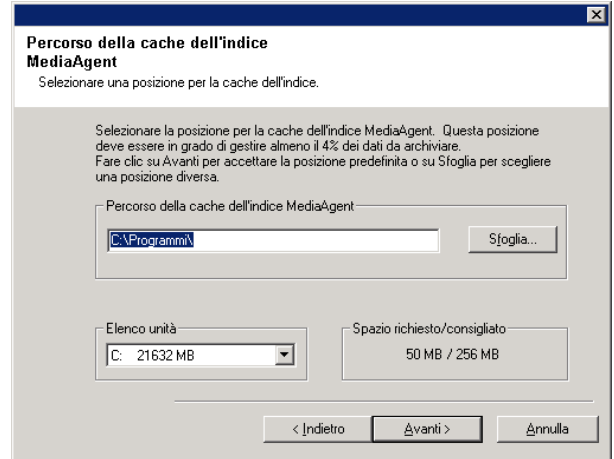 Percorso della cache dell'indice
MediaAgent
Selezionare una posizione per la cache dell'indice.
Selezionare la posizione per la cache dell'indice MediaAgent. Questa posizione
deve essere in grado di gestire almeno il 4% dei dati da archiviare.
Fare clic su Avanti per accettare la posizione predefinita o su Sfoglia per scegliere
una posizione diversa.
Percorso della cache dell'indice MediaAgent
C:\Programmi\
Sfoglia...
Elenco unità
Spazio richiesto/consigliato
C: 21632 MB
50 MB / 256 MB
< Indietro
Avanti >
Annulla